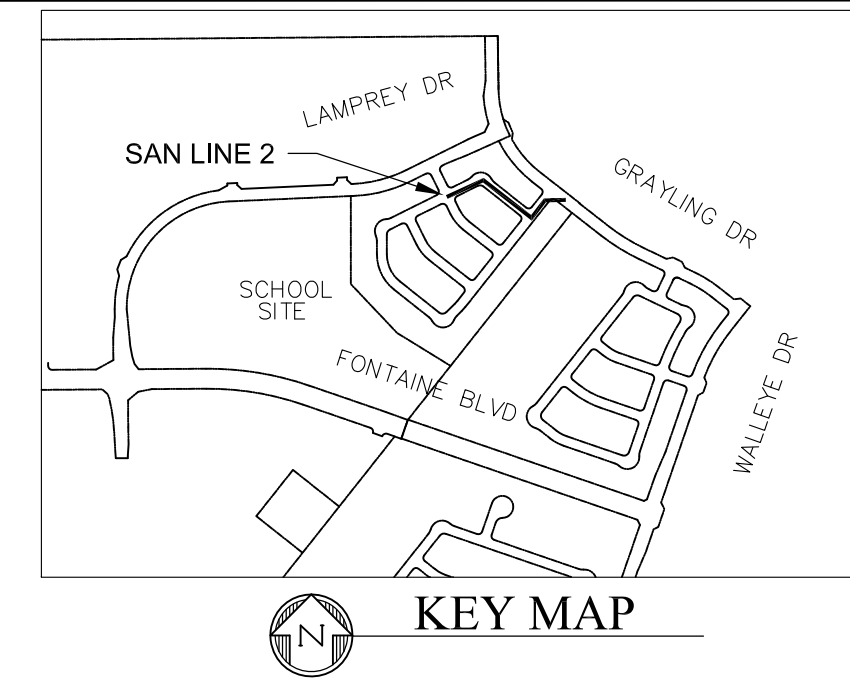 LAMPREY DR
SAN LINE 2
GRAYLING DR
SCHOOL
SITE
FONTAINE BLVD
WALLEYE DR
N
KEY MAP